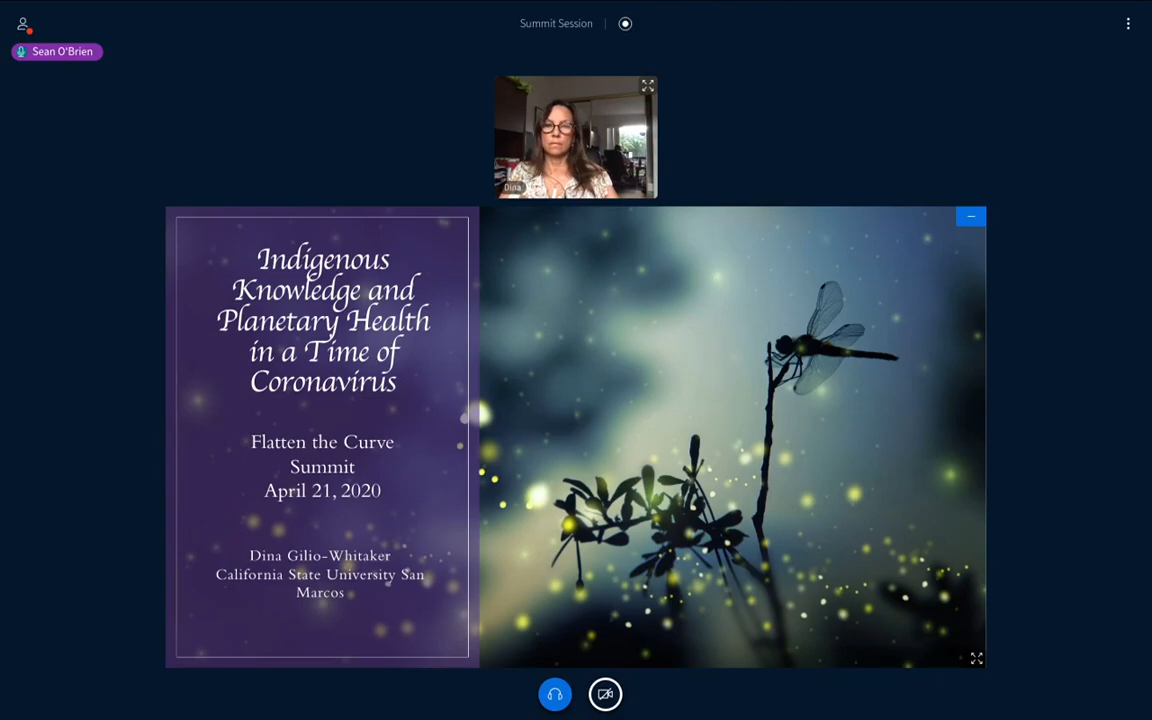 Summit Session
Sean O'Brien
Dina
Indigenous
Knowledge and
Planetary Health
in a Time of
Coronavirus
Flatten the Curve
Summit
April 21, 2020
Dina Gilio-Whitaker
California State University San
Marcos